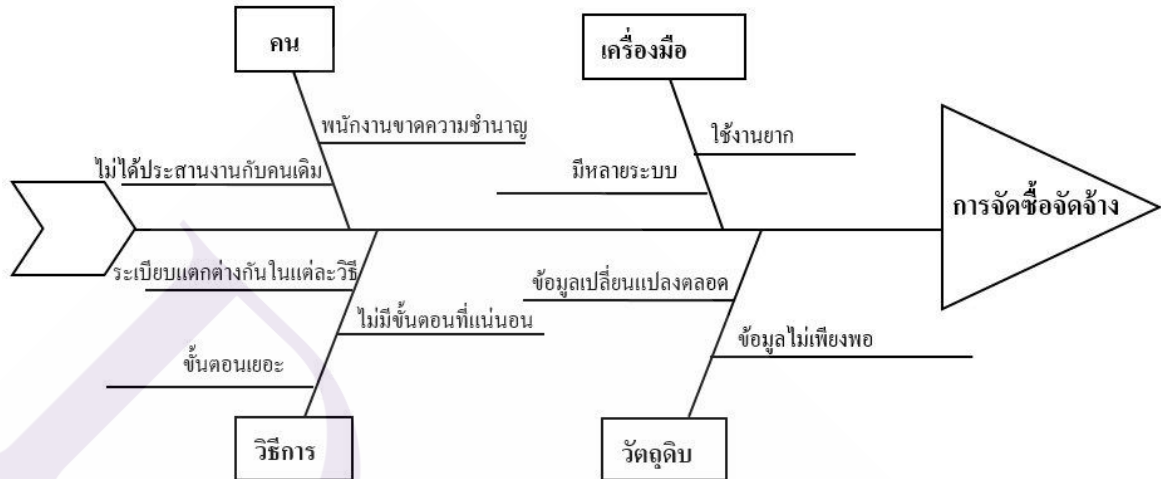 คน
เครื่องมือ
พนักงานขาดความชำนาญ
ใช้งานยาก
ไม่ได้ประสานงานกับคนเดิม
มีหลายระบบ
การจัดซื้อจัดจ้าง
ระเบียบแตกต่างกันในแต่ละวิธี
ข้อมูลเปลี่ยนแปลงตลอด
ไม่มีขั้นตอนที่แน่นอน
ข้อมูลไม่เพียงพอ
ขั้นตอนเยอะ
วิธีการ
วัตถุดิบ